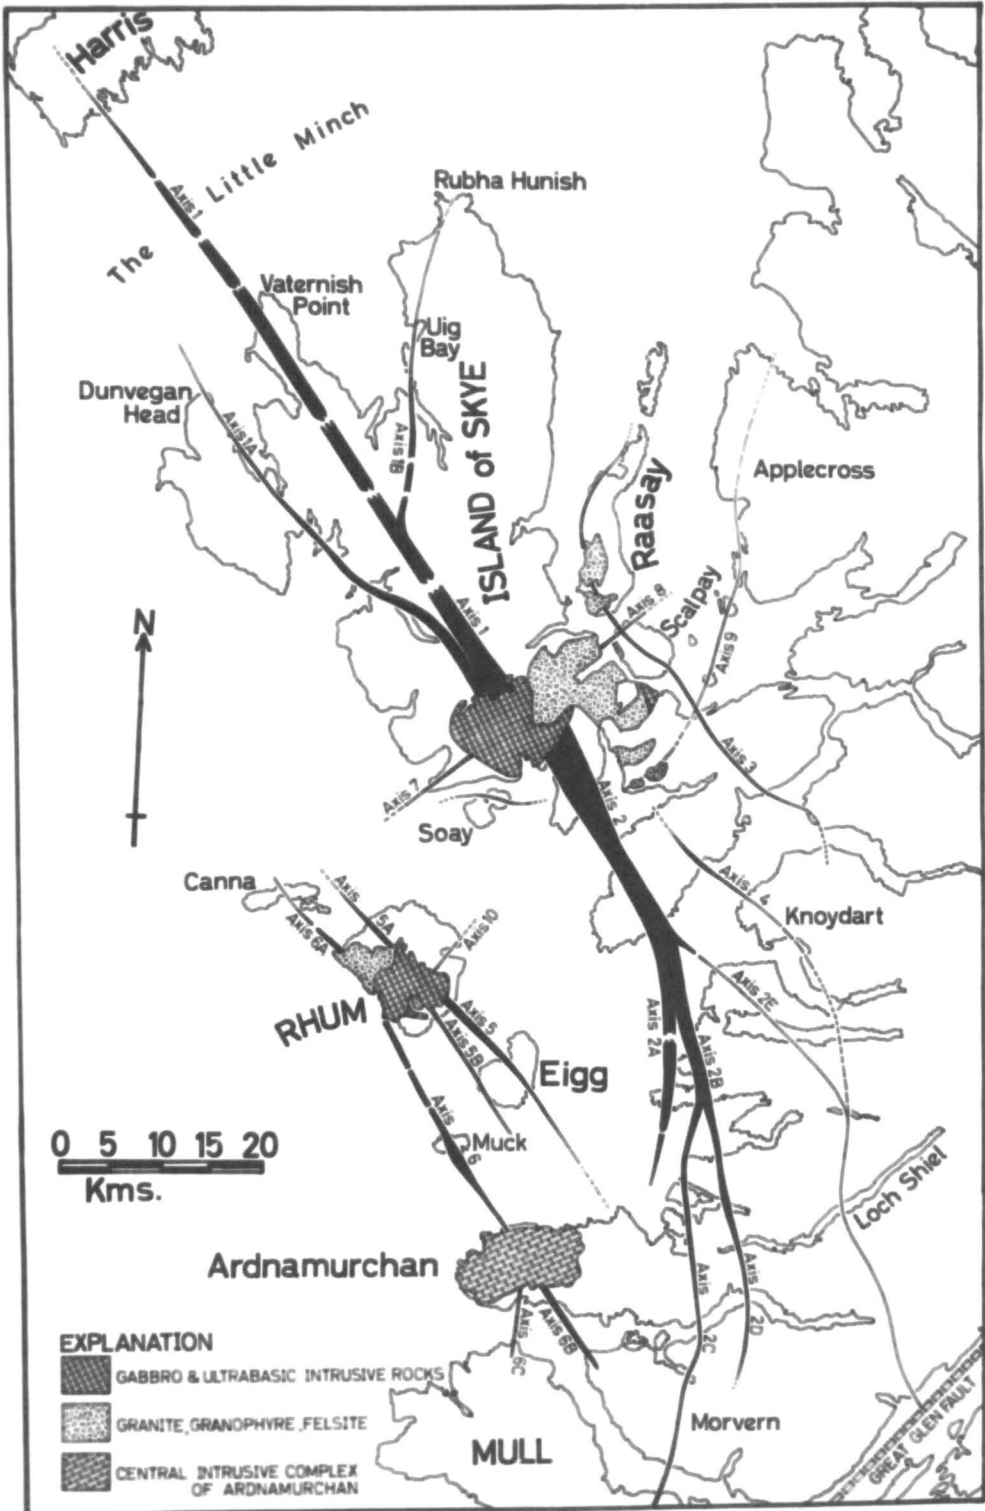 Harris
The Little Minch
Axis 1
Rubha Hunish
Vaternish
Point
Uig
Bay
Dunvegan
Head
Axis 1A
Axis 1B
ISLAND of SKYE
Raasay
Applecross
N
Axis 1
Axis 8
Scalpay
Axis 9
Axis 3
Axis 7
Axis 2
Soay
Canna
Axis
5A
Axis 6A
Axis 10
Axis 4
Knoydart
RHUM
Axis 5
Axis 5B
Axis 2A
Axis 2B
Axis 2E
Eigg
Axis
6
Muck
0 5 10 15 20
Kms.
Loch Shiel
Ardnamurchan
Axis
2C
Axis
2D
Axis
6C
Axis 6B
EXPLANATION
GABBRO & ULTRABASIC INTRUSIVE ROCKS
GRANITE, GRANOPHYRE, FELSITE
CENTRAL INTRUSIVE COMPLEX
OF ARDNAMURCHAN
MULL
Morvern
GREAT GLEN FAULT